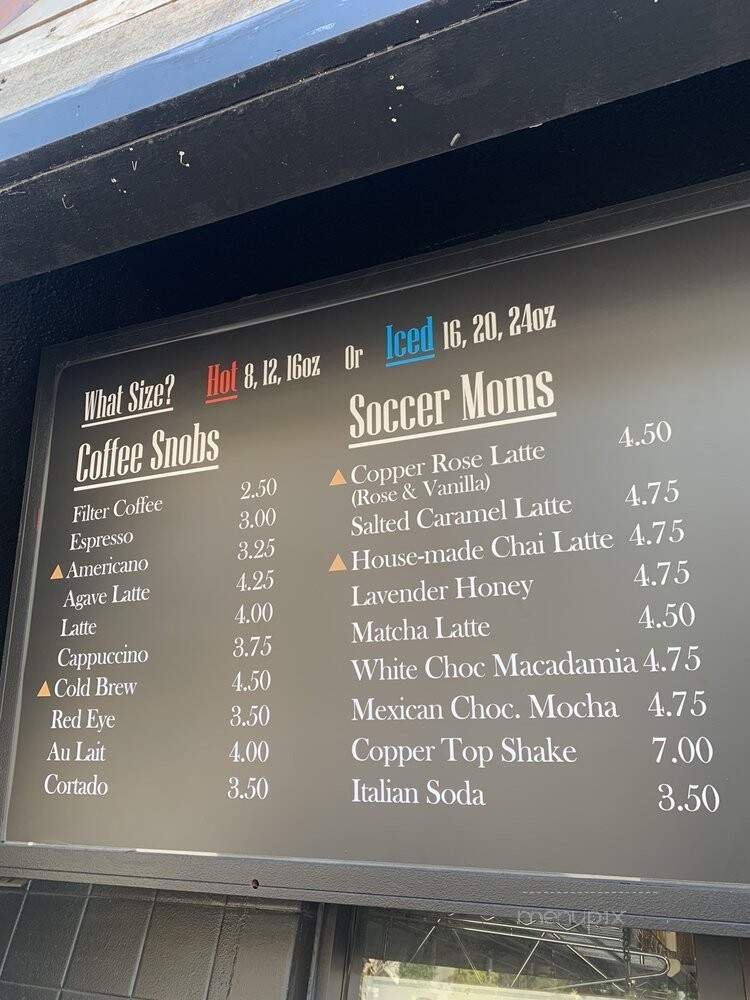 What Size? Hot 8, 12, 16oz Or Iced 16, 20, 24oz
Coffee Snobs
Filter Coffee 2.50
Espresso 3.00
Americano 3.25
Agave Latte 4.25
Latte 4.00
Cappuccino 3.75
Cold Brew 4.50
Red Eye 3.50
Au Lait 4.00
Cortado 3.50
Soccer Moms
Copper Rose Latte 4.50
(Rose & Vanilla)
Salted Caramel Latte 4.75
House-made Chai Latte 4.75
Lavender Honey 4.75
Matcha Latte 4.50
White Choc Macadamia 4.75
Mexican Choc. Mocha 4.75
Copper Top Shake 7.00
Italian Soda 3.50
menupix